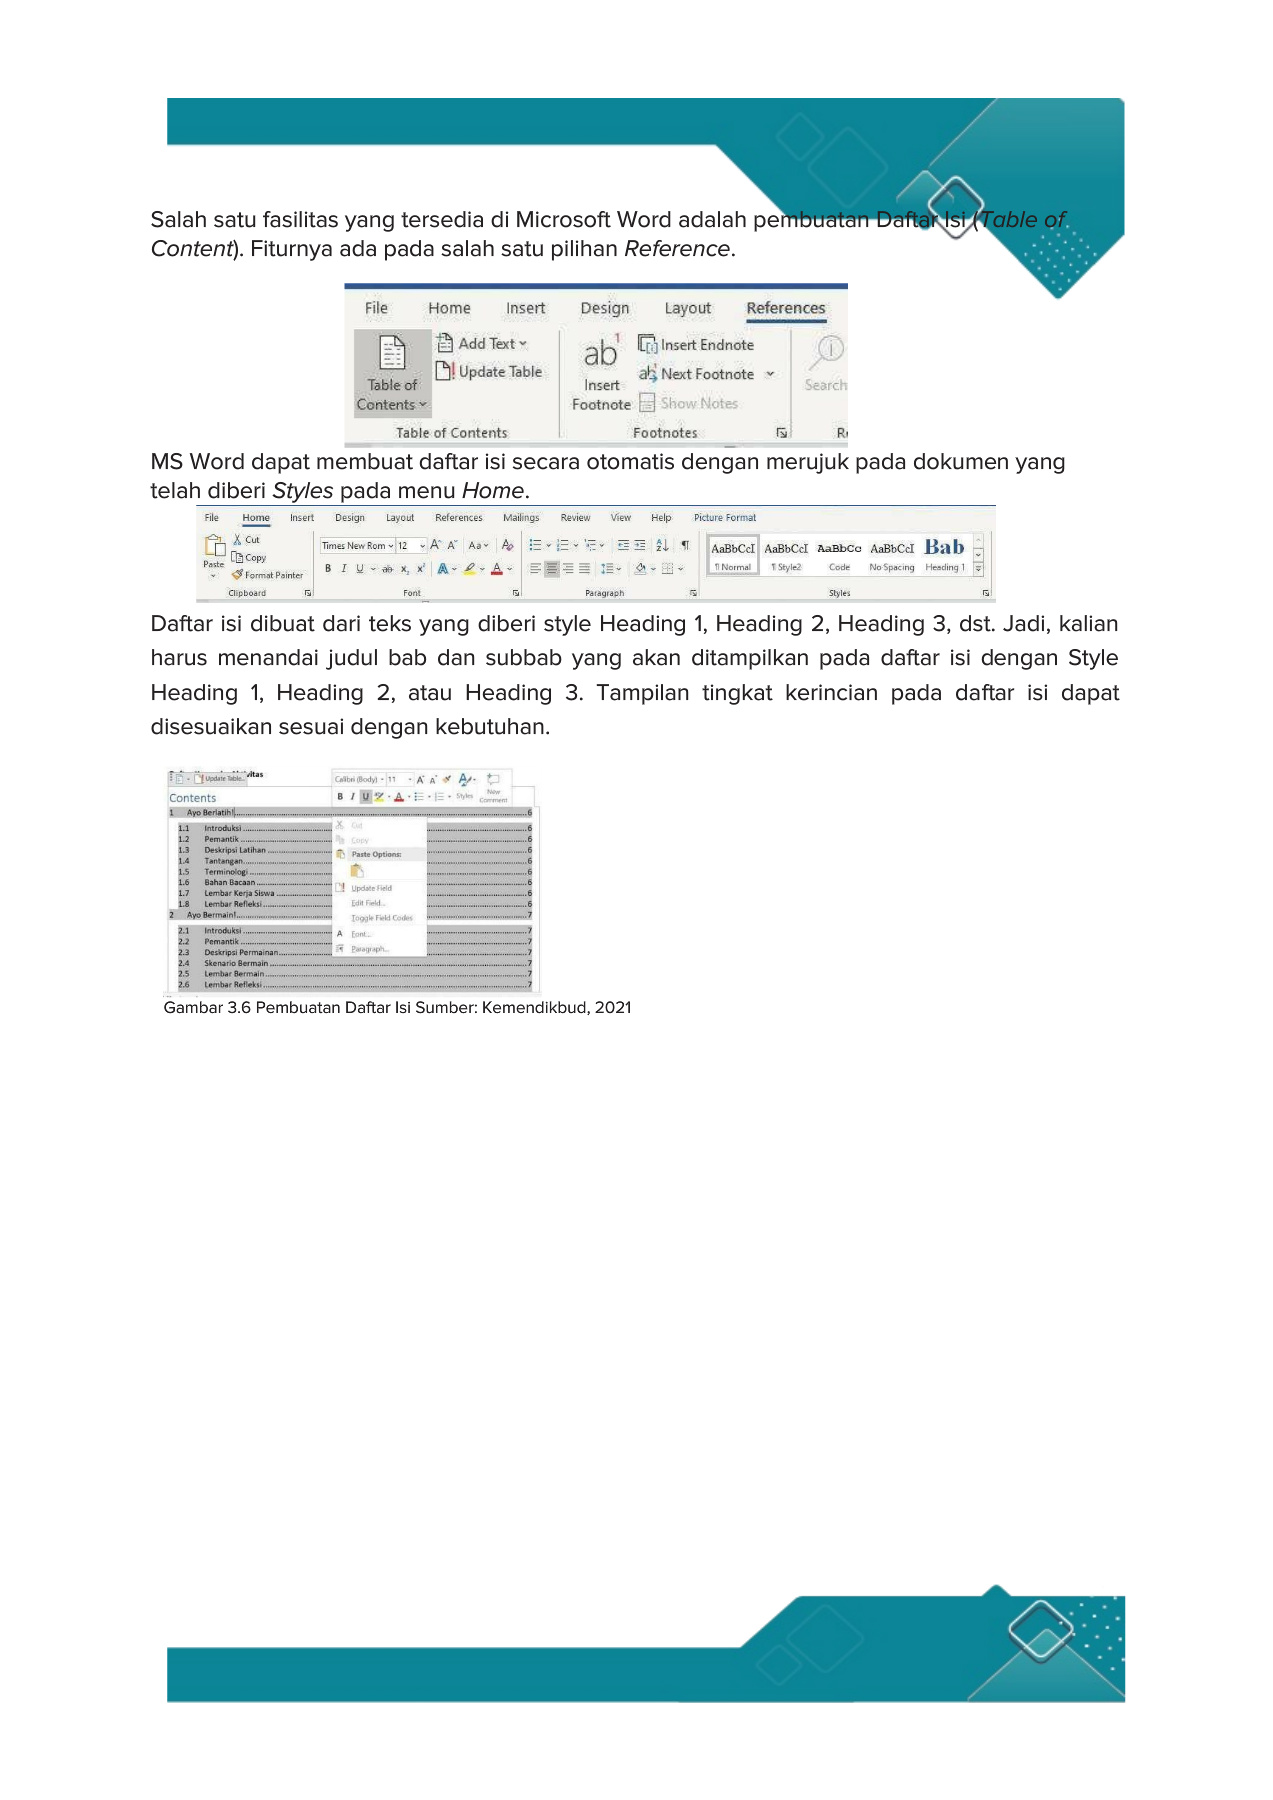 Salah satu fasilitas yang tersedia di Microsoft Word adalah pembuatan Daftar Isi (Table of
Content). Fiturnya ada pada salah satu pilihan Reference.
File Home Insert Design Layout References
Table of Contents
Add Text
Update Table
Table of Contents
ab1
Insert Footnote
Insert Endnote
Next Footnote
Show Notes
Footnotes
Search
MS Word dapat membuat daftar isi secara otomatis dengan merujuk pada dokumen yang
telah diberi Styles pada menu Home.
File Home Insert Design Layout References Mailings Review View Help Picture Format
Paste
Cut
Copy
Format Painter
Clipboard
Times New Rom 12
B I U ab
Font
Paragraph
AaBbCcI AaBbCcI AaBbCc AaBbCcI Bab
¶ Normal ¶ Style2 Code No Spacing Heading 1
Styles
Daftar isi dibuat dari teks yang diberi style Heading 1, Heading 2, Heading 3, dst. Jadi, kalian
harus menandai judul bab dan subbab yang akan ditampilkan pada daftar isi dengan Style
Heading 1, Heading 2, atau Heading 3. Tampilan tingkat kerincian pada daftar isi dapat
disesuaikan sesuai dengan kebutuhan.
Update Table...
Calibri (Body) 11
B I U Styles New Comment
Contents
1 Ayo Berlatih! 6
1.1 Introduksi 6
1.2 Pemantik 6
1.3 Deskripsi Latihan 6
1.4 Tantangan 6
1.5 Terminologi 6
1.6 Bahan Bacaan 6
1.7 Lembar Kerja Siswa 6
1.8 Lembar Refleksi 6
2 Ayo Bermain! 7
2.1 Introduksi 7
2.2 Pemantik 7
2.3 Deskripsi Permainan 7
2.4 Skenario Bermain 7
2.5 Lembar Bermain 7
2.6 Lembar Refleksi 7
Cut
Copy
Paste Options:
Update Field
Edit Field...
Toggle Field Codes
Font...
Paragraph...
Gambar 3.6 Pembuatan Daftar Isi Sumber: Kemendikbud, 2021